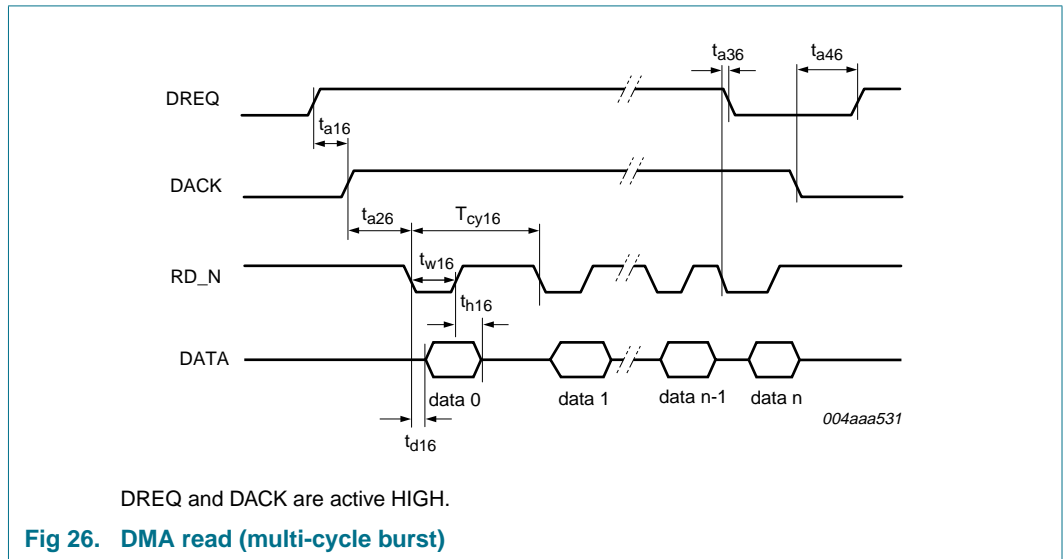 t_a36
t_a46
DREQ
t_a16
DACK
t_a26
T_cy16
RD_N
t_w16
t_h16
DATA
data 0
data 1
data n-1
data n
004aaa531
t_d16
DREQ and DACK are active HIGH.
Fig 26. DMA read (multi-cycle burst)